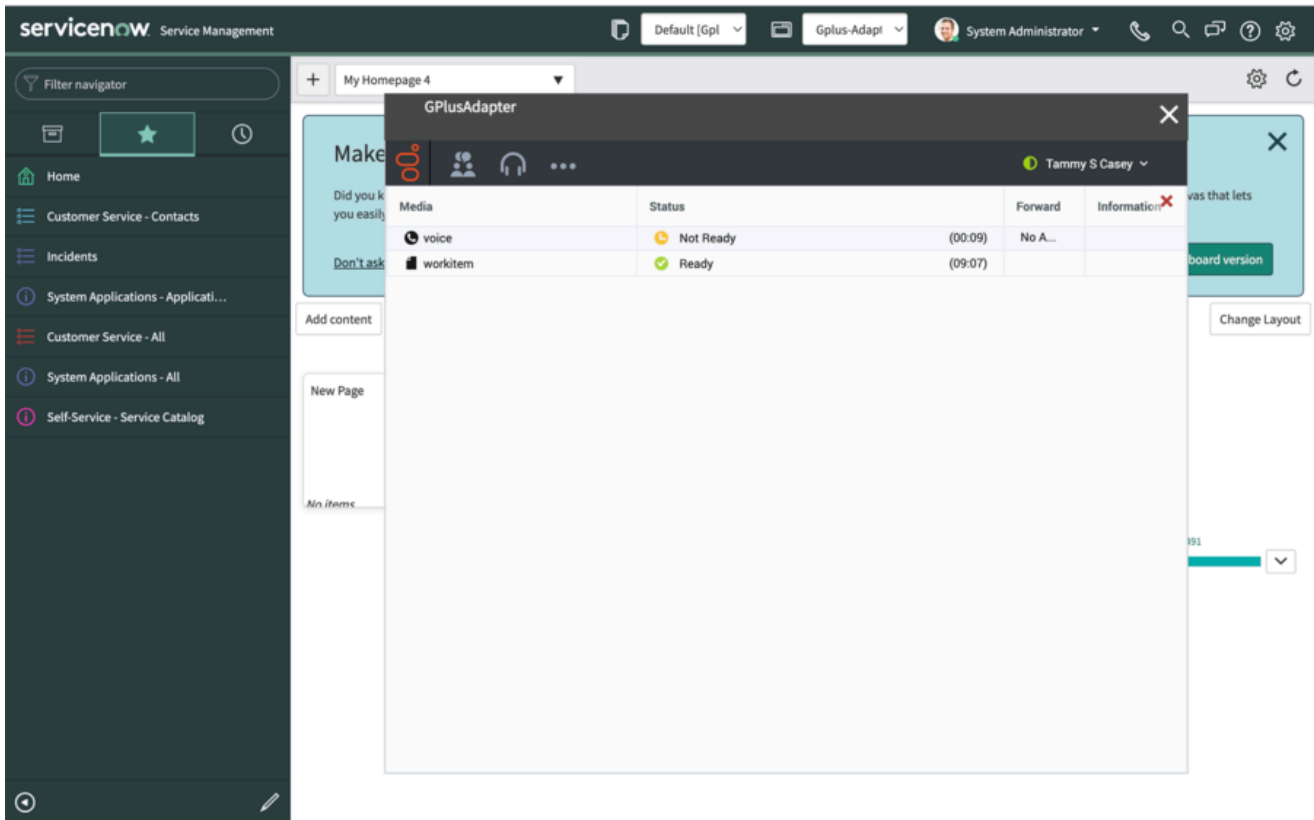 servicenow. Service Management
Default [Gpl
Gplus-Adapt
System Administrator
Filter navigator
My Homepage 4
Home
Customer Service - Contacts
Incidents
System Applications - Applicati...
Customer Service - All
System Applications - All
Self-Service - Service Catalog
Make
Did you k
you easily
Don't ask
vas that lets
board version
Add content
Change Layout
New Page
No items
GPlusAdapter
Tammy S Casey
Media Status Forward Information
voice Not Ready (00:09) No A...
workitem Ready (09:07)
391